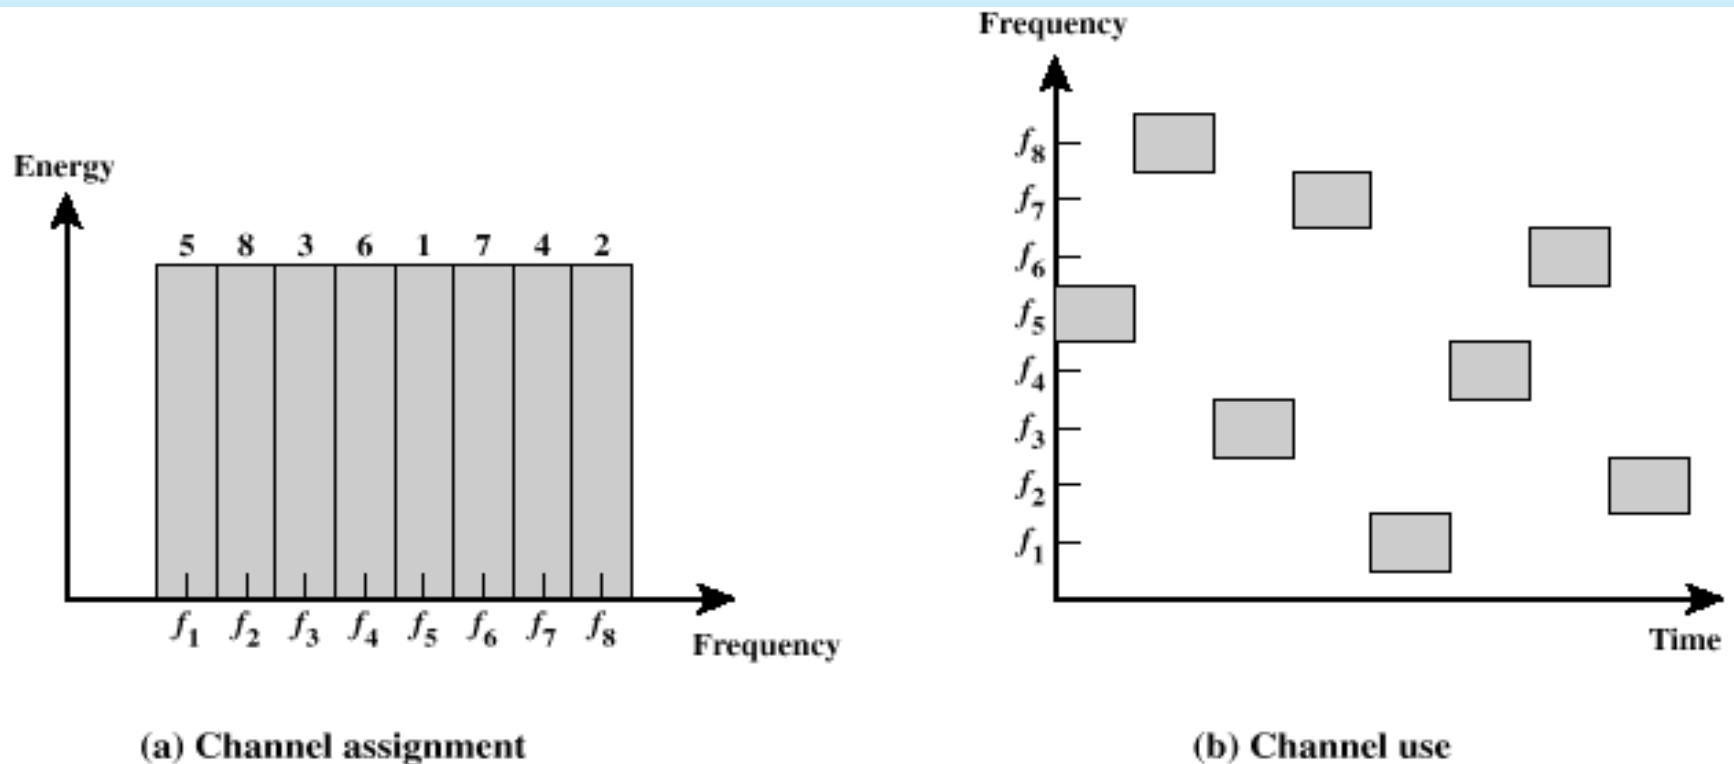 Energy
5 8 3 6 1 7 4 2
f1 f2 f3 f4 f5 f6 f7 f8
Frequency
(a) Channel assignment
Frequency
f8
f7
f6
f5
f4
f3
f2
f1
Time
(b) Channel use